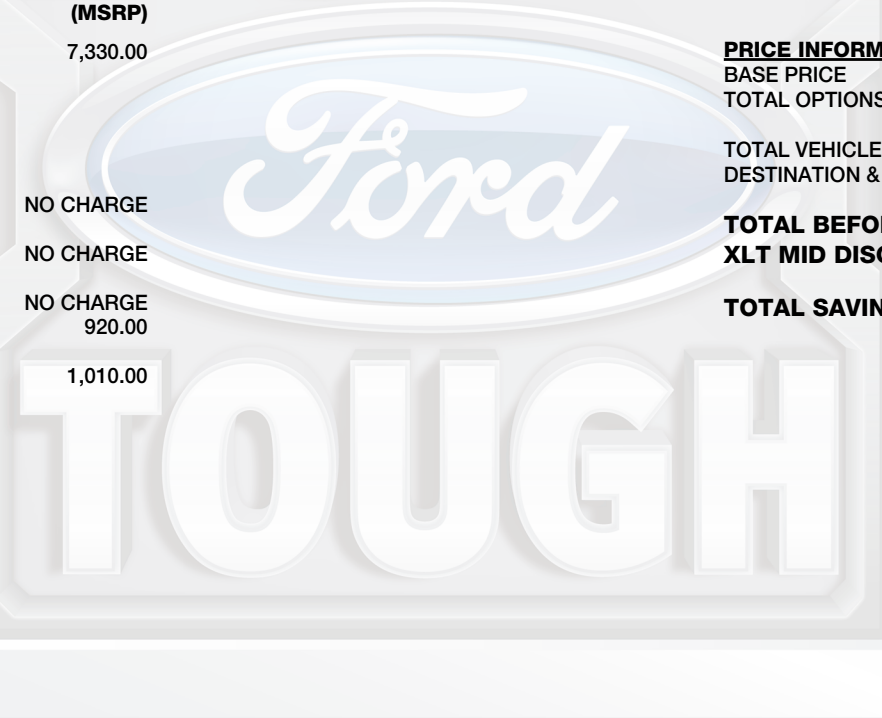 (MSRP)
7,330.00
NO CHARGE
NO CHARGE
NO CHARGE
920.00
1,010.00
PRICE INFORM
BASE PRICE
TOTAL OPTIONS
TOTAL VEHICLE
DESTINATION &
TOTAL BEFO
XLT MID DISC
TOTAL SAVIN
Ford
TOUGH